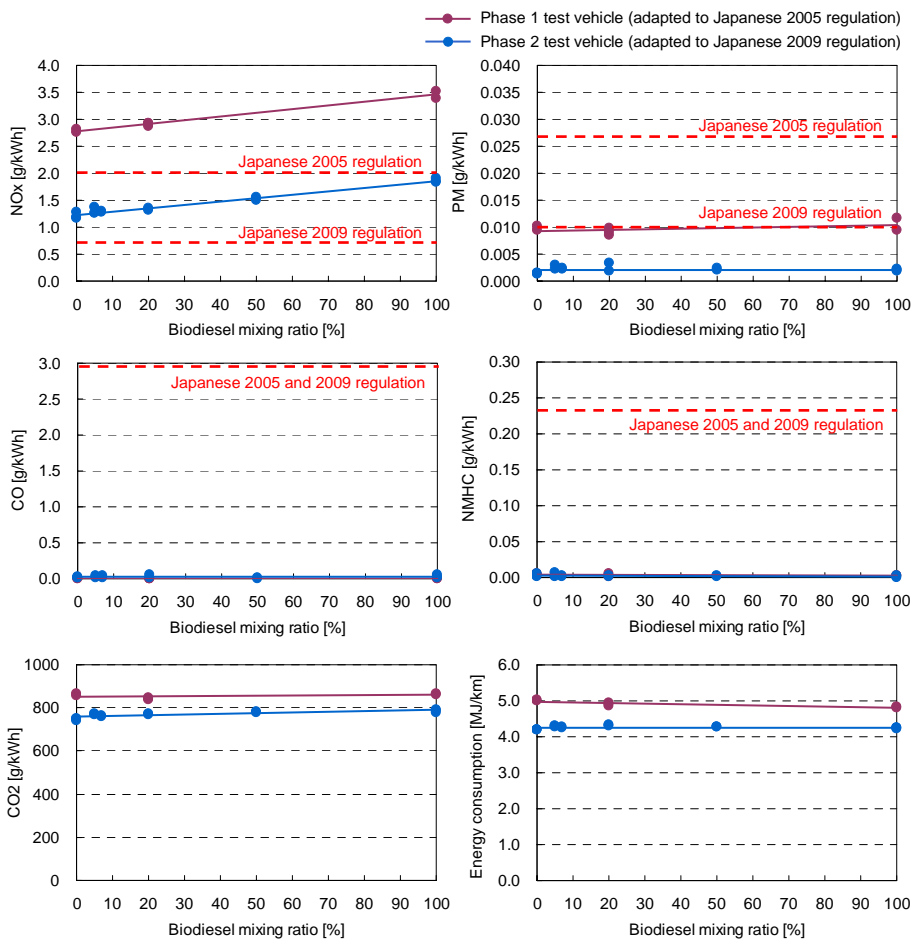 Phase 1 test vehicle (adapted to Japanese 2005 regulation)
Phase 2 test vehicle (adapted to Japanese 2009 regulation)
NOx [g/kWh]
4.0
3.5
3.0
2.5
2.0
1.5
1.0
0.5
0.0
Japanese 2005 regulation
Japanese 2009 regulation
0 10 20 30 40 50 60 70 80 90 100
Biodiesel mixing ratio [%]
PM [g/kWh]
0.040
0.035
0.030
0.025
0.020
0.015
0.010
0.005
0.000
Japanese 2005 regulation
Japanese 2009 regulation
0 10 20 30 40 50 60 70 80 90 100
Biodiesel mixing ratio [%]
CO [g/kWh]
3.0
2.5
2.0
1.5
1.0
0.5
0.0
Japanese 2005 and 2009 regulation
0 10 20 30 40 50 60 70 80 90 100
Biodiesel mixing ratio [%]
NMHC [g/kWh]
0.30
0.25
0.20
0.15
0.10
0.05
0.00
Japanese 2005 and 2009 regulation
0 10 20 30 40 50 60 70 80 90 100
Biodiesel mixing ratio [%]
CO2 [g/kWh]
1000
800
600
400
200
0
0 10 20 30 40 50 60 70 80 90 100
Biodiesel mixing ratio [%]
Energy consumption [MJ/km]
6.0
5.0
4.0
3.0
2.0
1.0
0.0
0 10 20 30 40 50 60 70 80 90 100
Biodiesel mixing ratio [%]